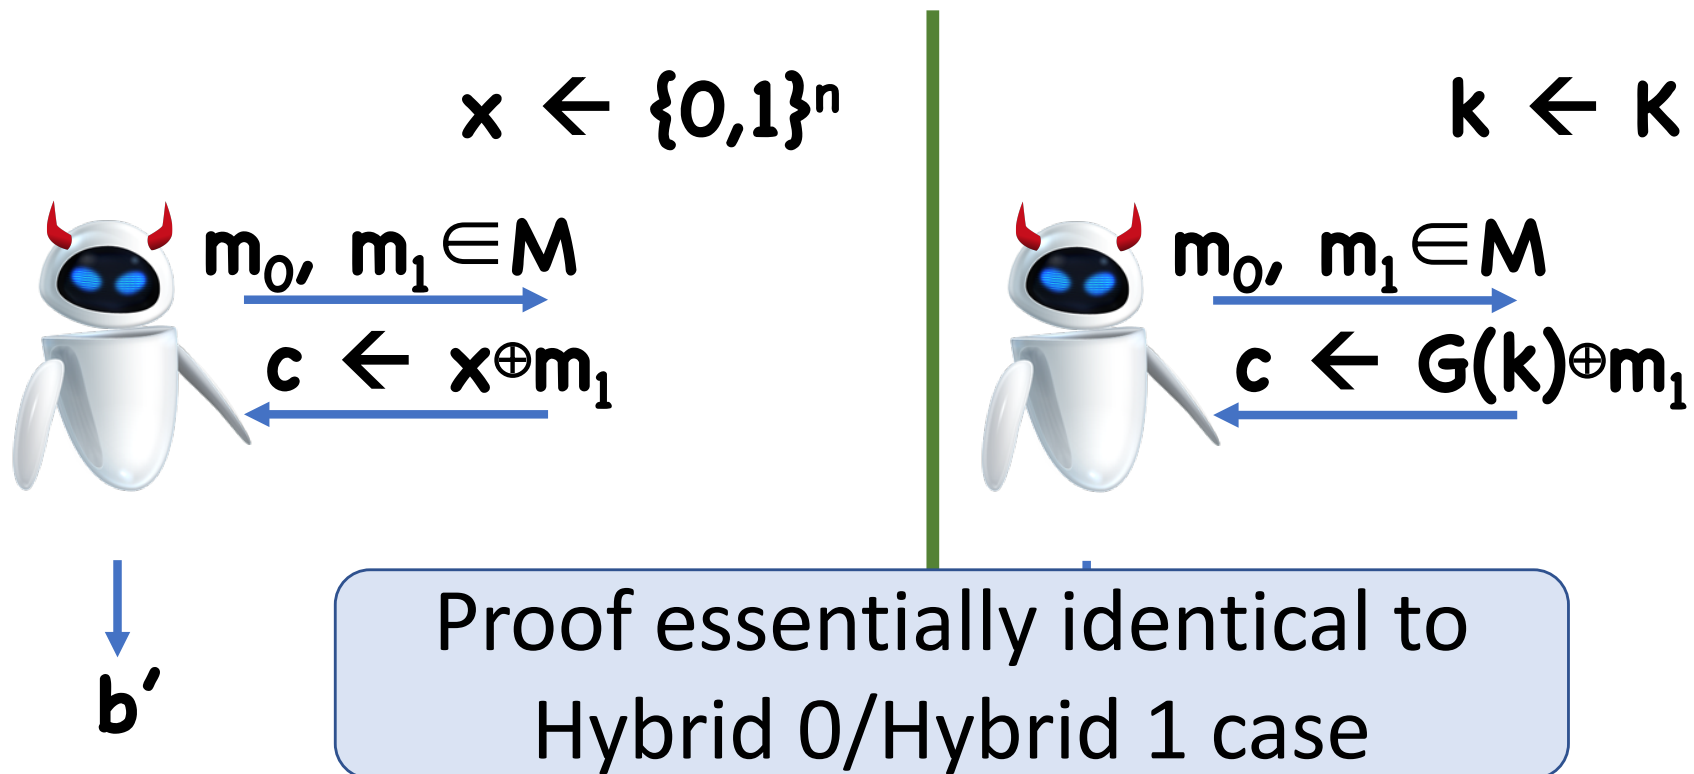 x ← {0,1}ⁿ
m₀, m₁ ∈ M
c ← x⊕m₁
b′
k ← K
m₀, m₁ ∈ M
c ← G(k)⊕m₁
Proof essentially identical to
Hybrid 0/Hybrid 1 case